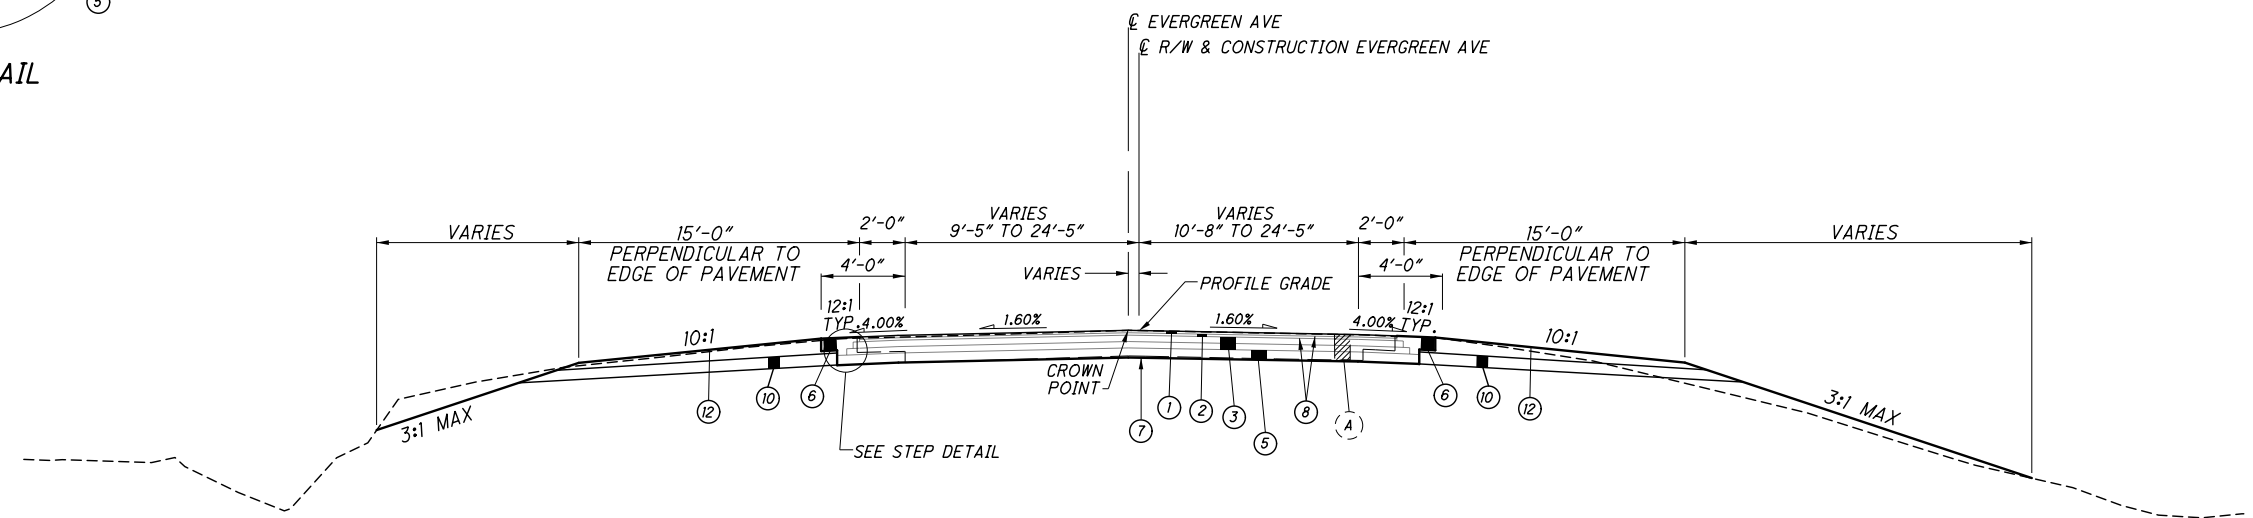 5
AIL
℄ EVERGREEN AVE
℄ R/W & CONSTRUCTION EVERGREEN AVE
VARIES
15'-0"
PERPENDICULAR TO
EDGE OF PAVEMENT
2'-0"
4'-0"
VARIES
9'-5" TO 24'-5"
VARIES
10'-8" TO 24'-5"
2'-0"
4'-0"
15'-0"
PERPENDICULAR TO
EDGE OF PAVEMENT
VARIES
VARIES
PROFILE GRADE
12:1
TYP.
4.00%
1.60%
1.60%
4.00%
12:1
TYP.
10:1
10:1
CROWN
POINT
3:1 MAX
3:1 MAX
12
10
6
7
1
2
3
5
8
A
6
10
12
SEE STEP DETAIL